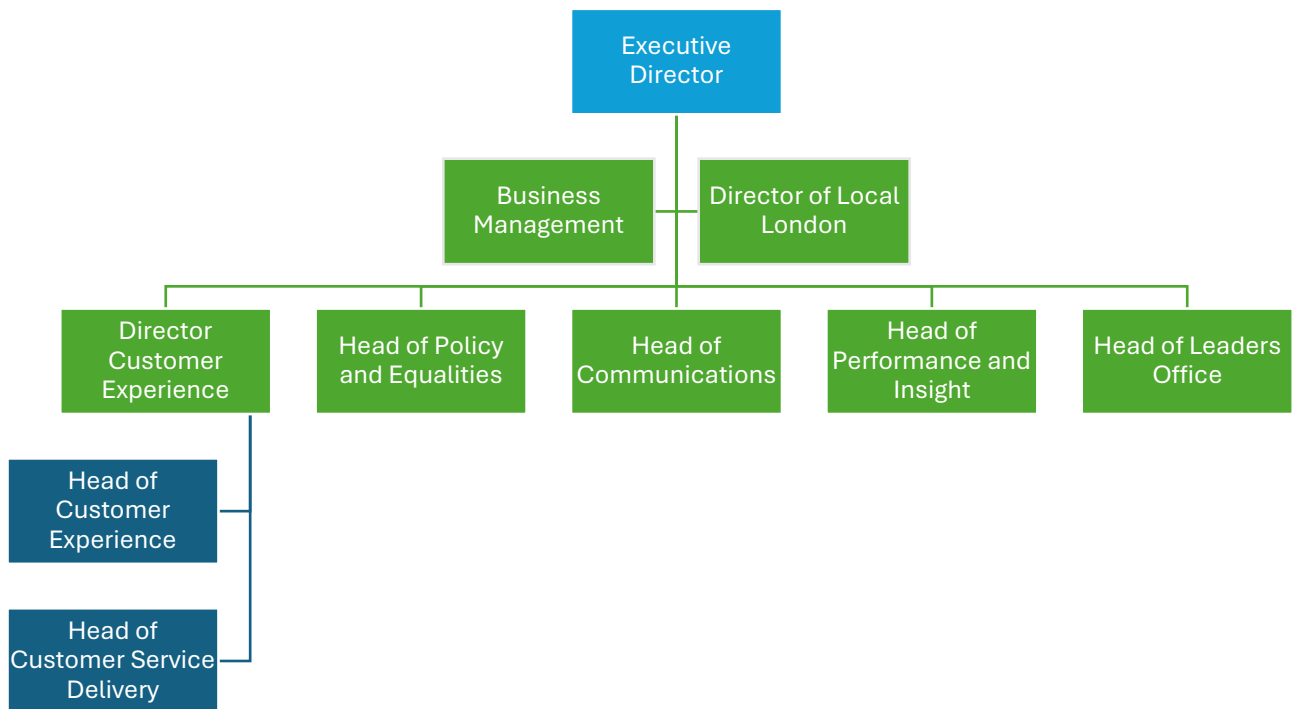 Executive
Director
Business
Management
Director of Local
London
Director
Customer
Experience
Head of Policy
and Equalities
Head of
Communications
Head of
Performance and
Insight
Head of Leaders
Office
Head of
Customer
Experience
Head of
Customer Service
Delivery